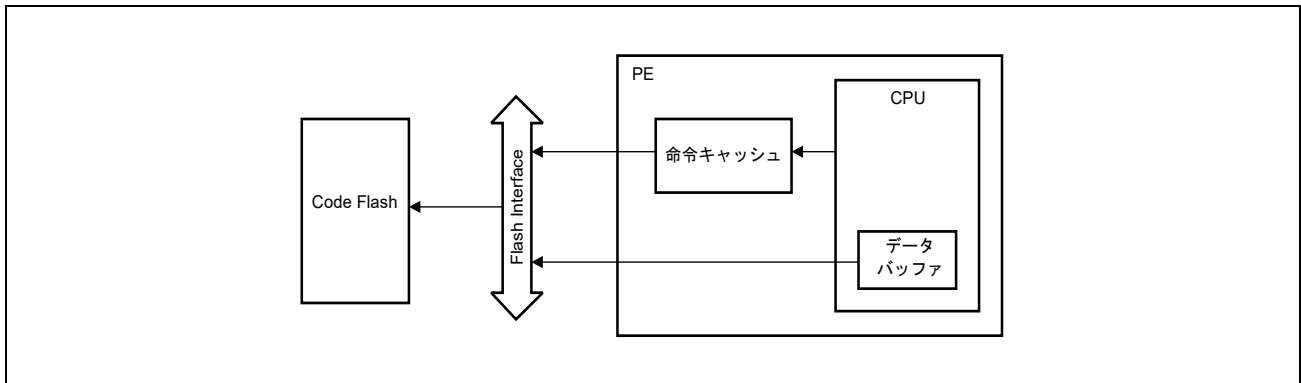 PE
CPU
命令キャッシュ
Code Flash
Flash Interface
データ
バッファ